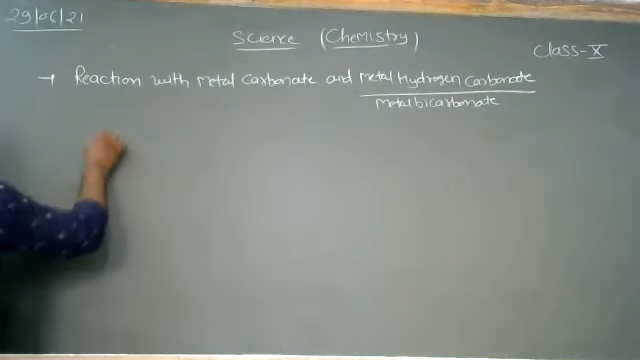 29/06/21
Science (Chemistry)
Class-X
→ Reaction with Metal Carbonate and Metal Hydrogen Carbonate
Metal bicarbonate